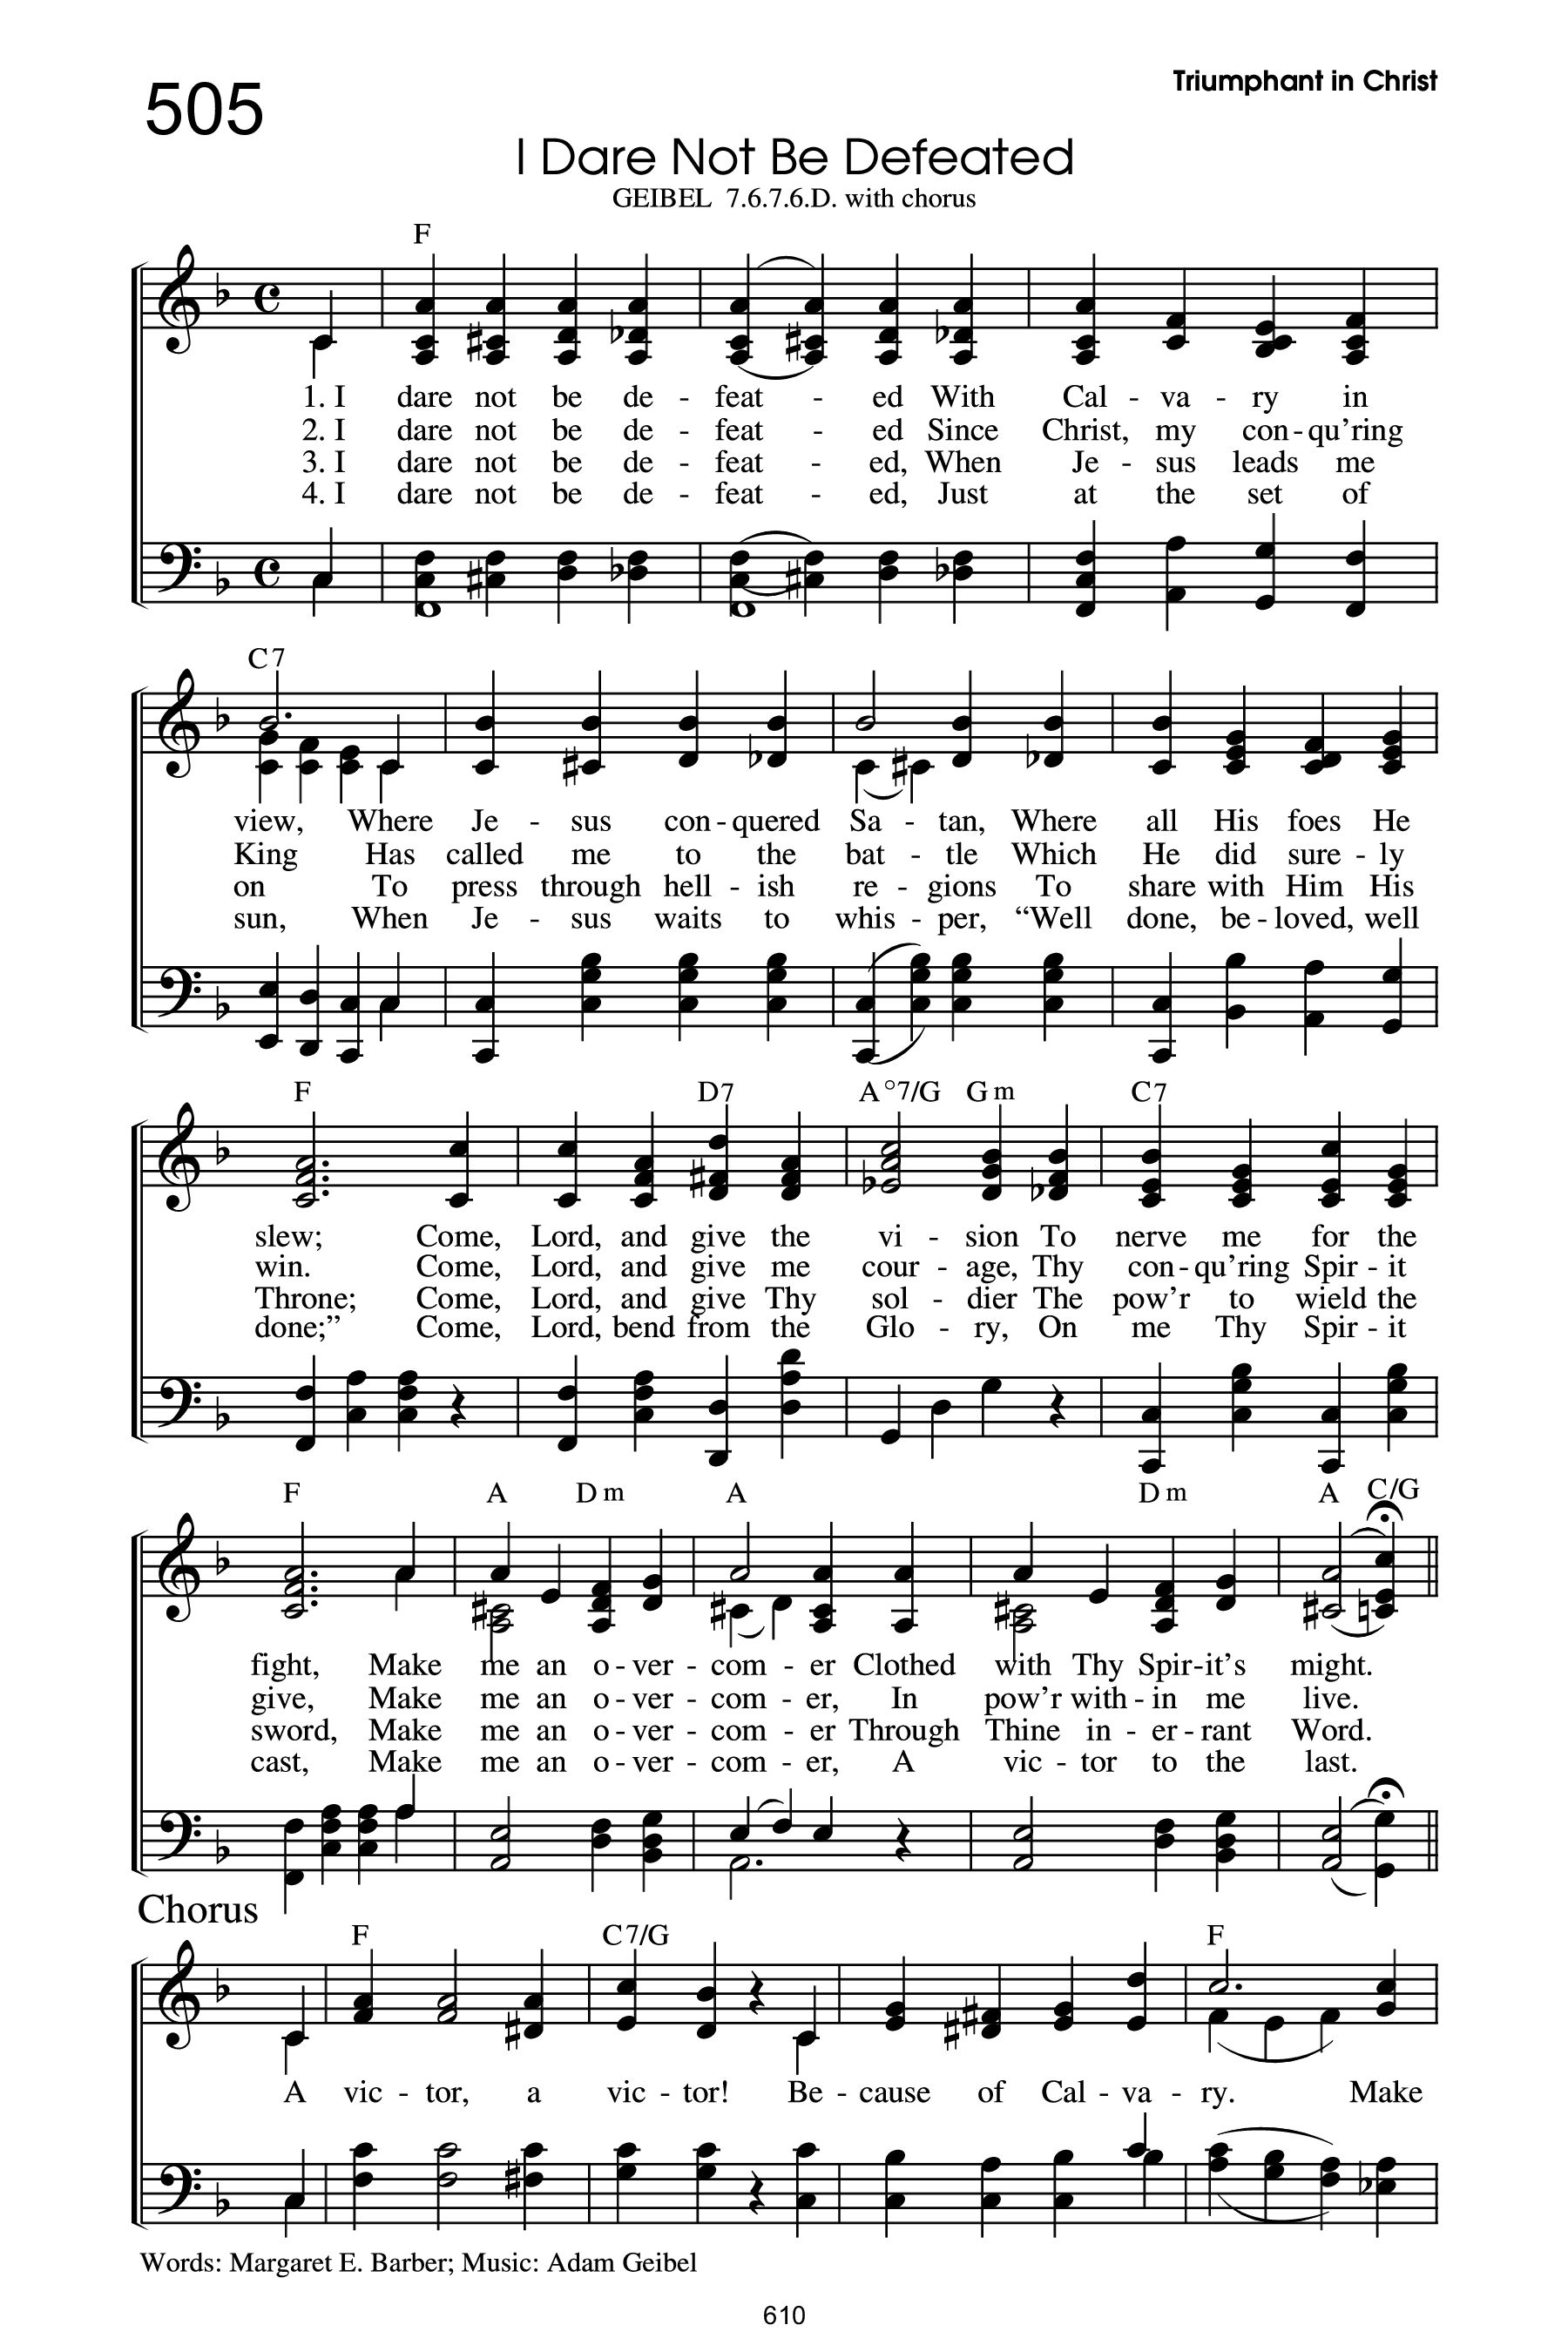 Triumphant in Christ
505
I Dare Not Be Defeated
GEIBEL 7.6.7.6.D. with chorus
F
1. I dare not be de - feat - ed With Cal - va - ry in
2. I dare not be de - feat - ed Since Christ, my con - qu’ring
3. I dare not be de - feat - ed, When Je - sus leads me
4. I dare not be de - feat - ed, Just at the set of
C7
view, Where Je - sus con - quered Sa - tan, Where all His foes He
King Has called me to the bat - tle Which He did sure - ly
on To press through hell - ish re - gions To share with Him His
sun, When Je - sus waits to whis - per, “Well done, be - loved, well
F D7 A°7/G Gm C7
slew; Come, Lord, and give the vi - sion To nerve me for the
win. Come, Lord, and give me cour - age, Thy con - qu’ring Spir - it
Throne; Come, Lord, and give Thy sol - dier The pow’r to wield the
done;” Come, Lord, bend from the Glo - ry, On me Thy Spir - it
F A Dm A Dm A C/G
fight, Make me an o - ver - com - er Clothed with Thy Spir - it’s might.
give, Make me an o - ver - com - er, In pow’r with - in me live.
sword, Make me an o - ver - com - er Through Thine in - er - rant Word.
cast, Make me an o - ver - com - er, A vic - tor to the last.
Chorus
F C7/G F
A vic - tor, a vic - tor! Be - cause of Cal - va - ry. Make
Words: Margaret E. Barber; Music: Adam Geibel
610